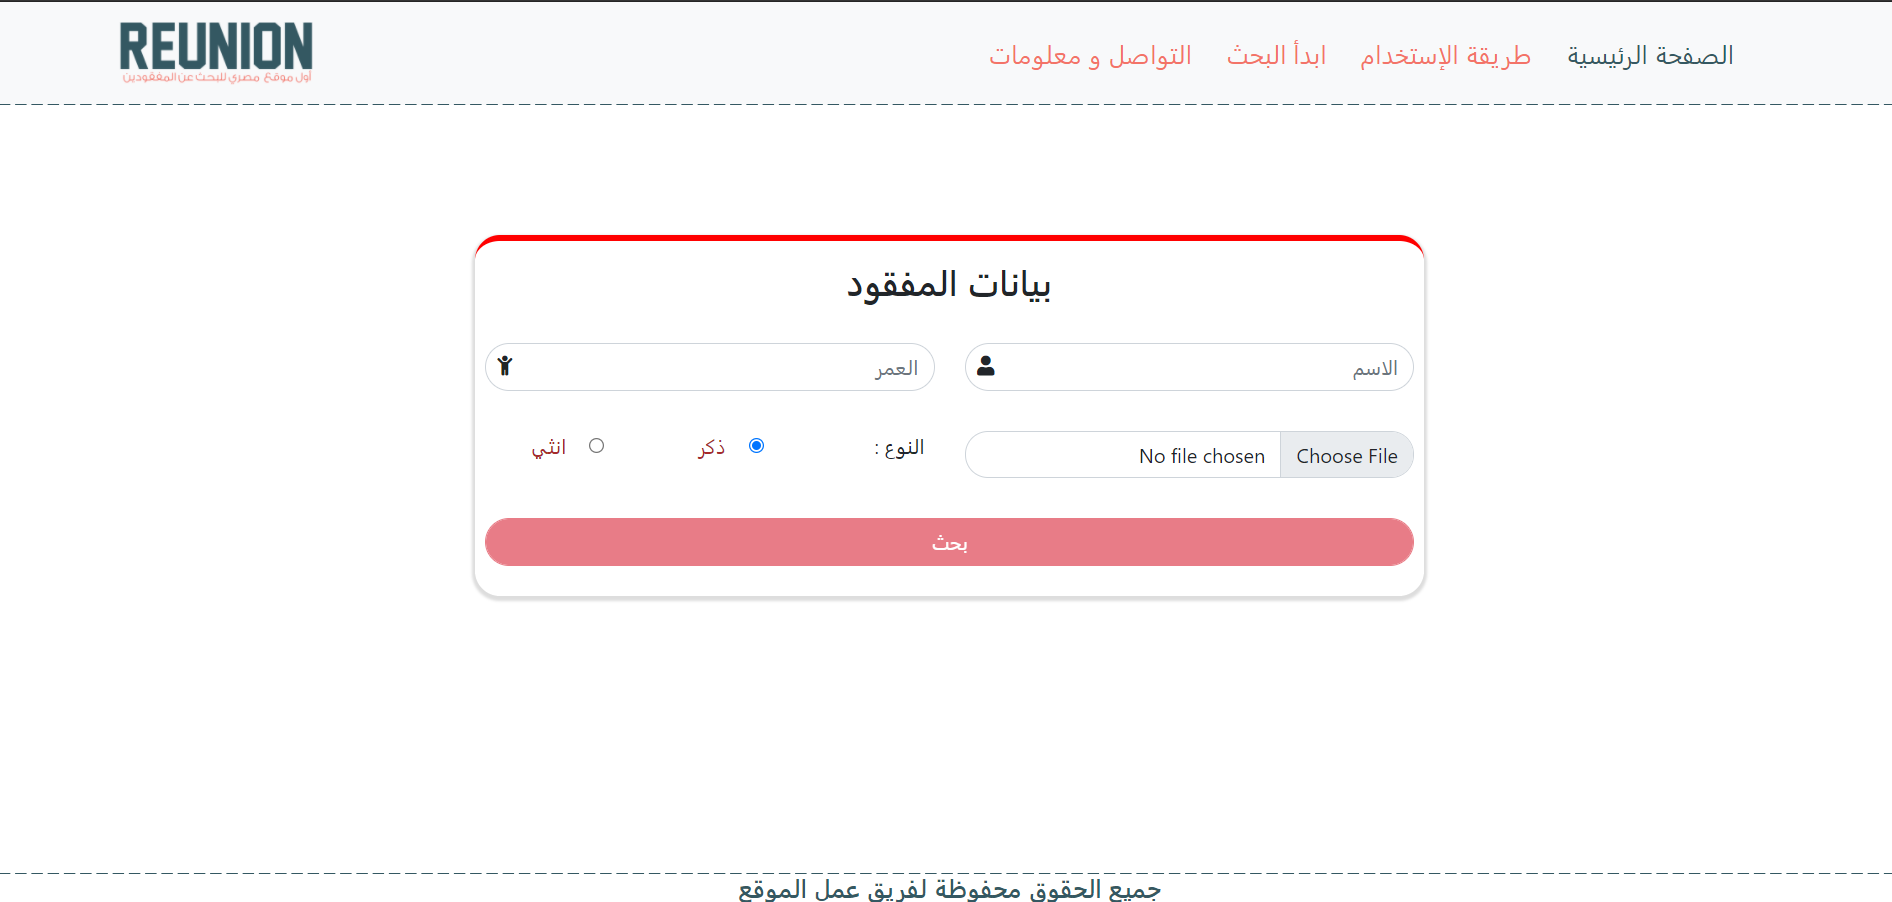 REUNION
أول موقع مصري للبحث عن المفقودين
الصفحة الرئيسية
طريقة الإستخدام
ابدأ البحث
التواصل و معلومات
بيانات المفقود
الاسم
العمر
Choose File
No file chosen
النوع :
ذكر
انثي
بحث
جميع الحقوق محفوظة لفريق عمل الموقع